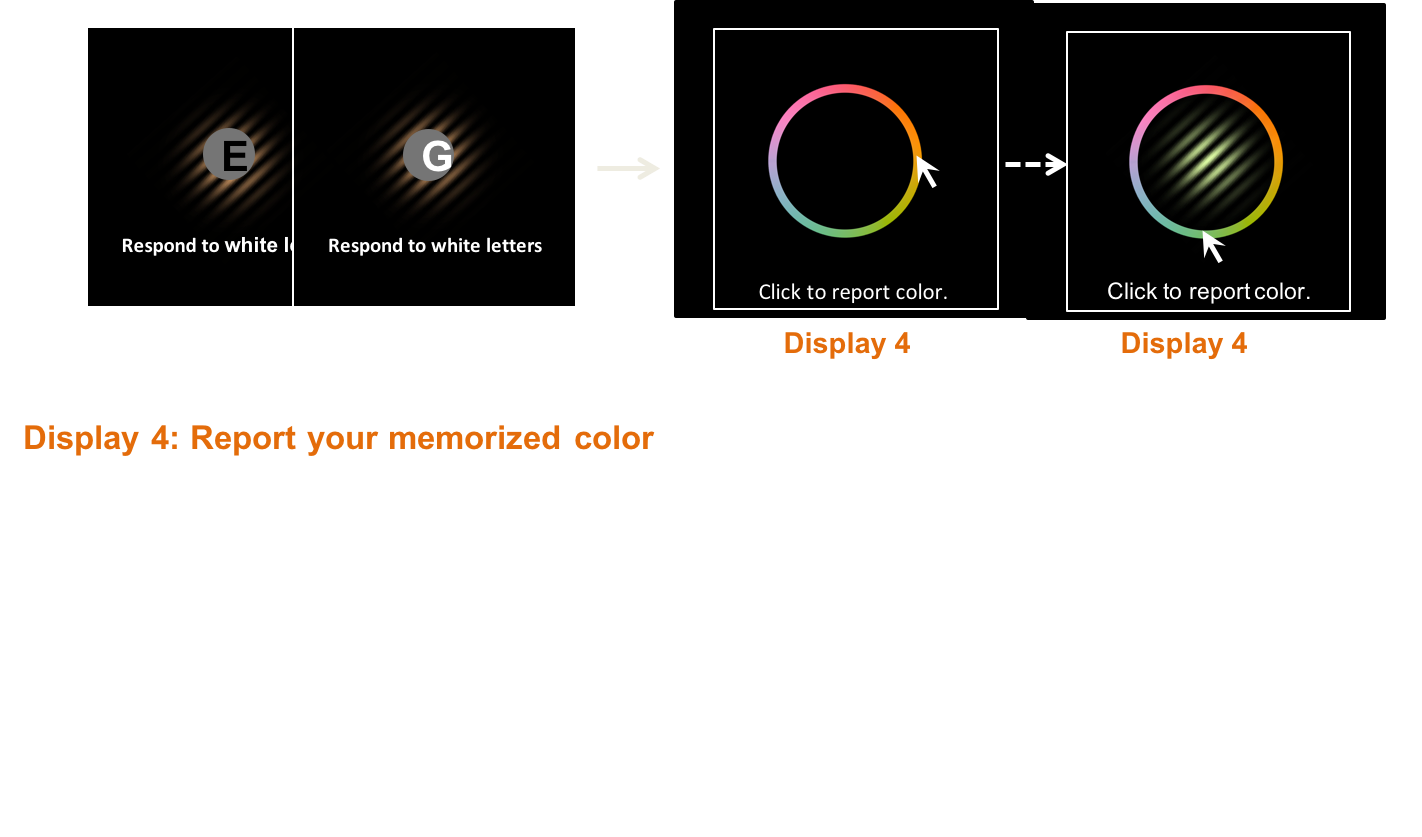 E
G
Respond to white le
Respond to white letters
Click to report color.
Click to report color.
Display 4
Display 4
Display 4: Report your memorized color